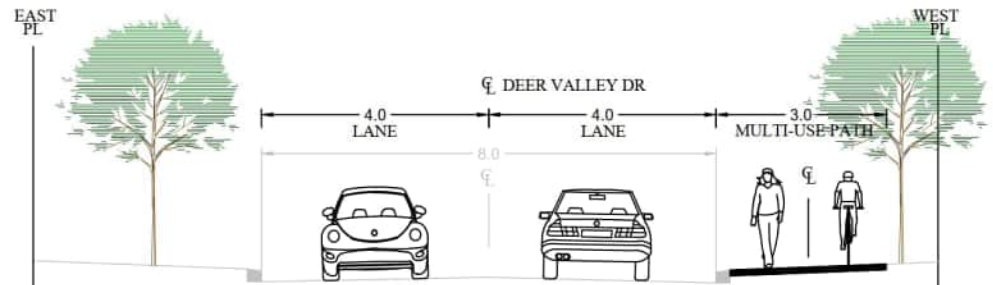 EAST
PL
WEST
PL
℄ DEER VALLEY DR
4.0
LANE
4.0
LANE
3.0
MULTI-USE PATH
8.0
℄
℄